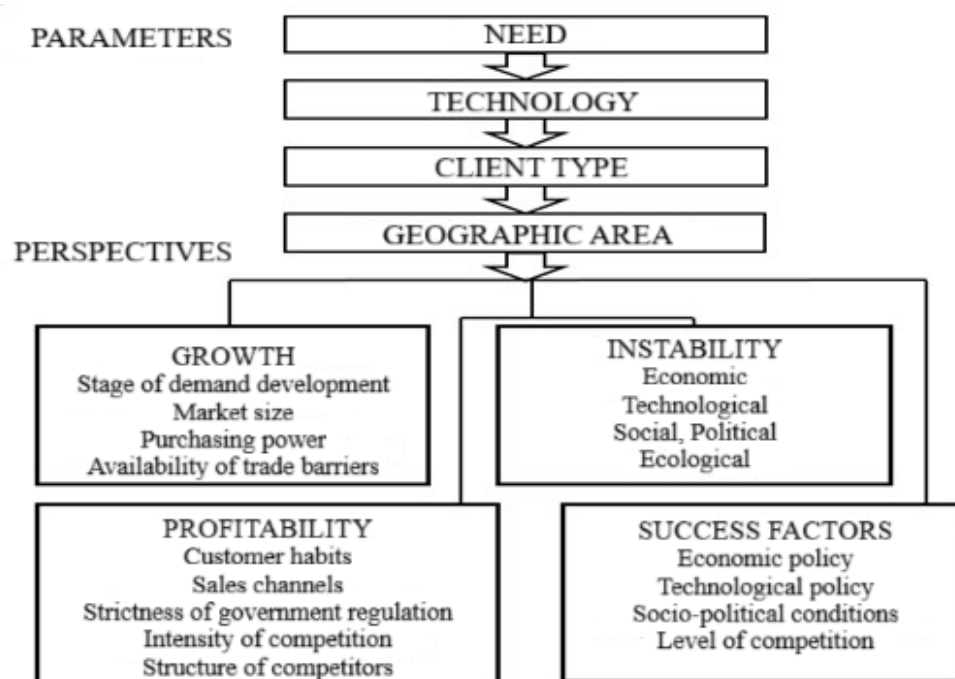 PARAMETERS
NEED
TECHNOLOGY
CLIENT TYPE
GEOGRAPHIC AREA
PERSPECTIVES
GROWTH
Stage of demand development
Market size
Purchasing power
Availability of trade barriers
INSTABILITY
Economic
Technological
Social, Political
Ecological
PROFITABILITY
Customer habits
Sales channels
Strictness of government regulation
Intensity of competition
Structure of competitors
SUCCESS FACTORS
Economic policy
Technological policy
Socio-political conditions
Level of competition